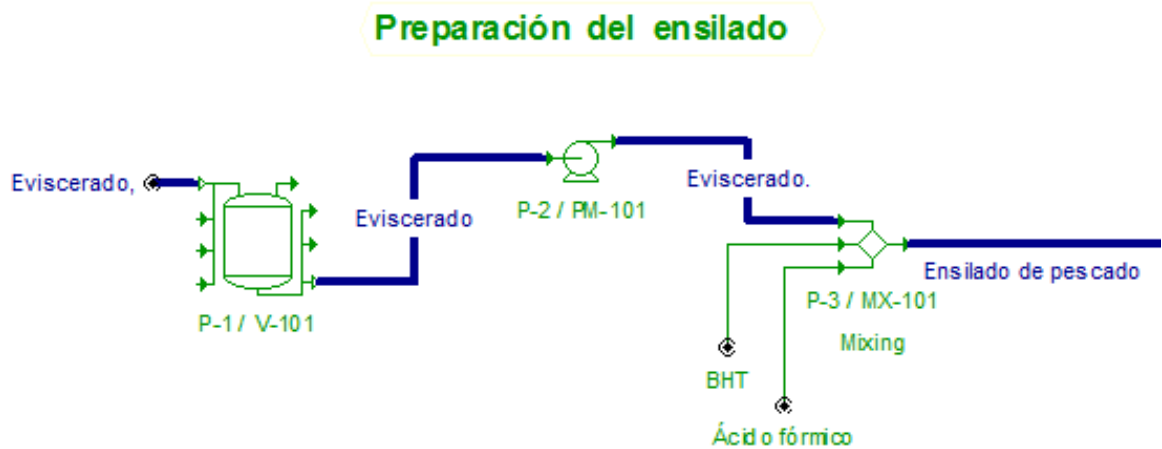 Preparación del ensilado
Eviscerado,
Eviscerado
P-2 / PM-101
Eviscerado.
Ensilado de pescado
P-1 / V-101
P-3 / MX-101
Mixing
BHT
Ácido fórmico